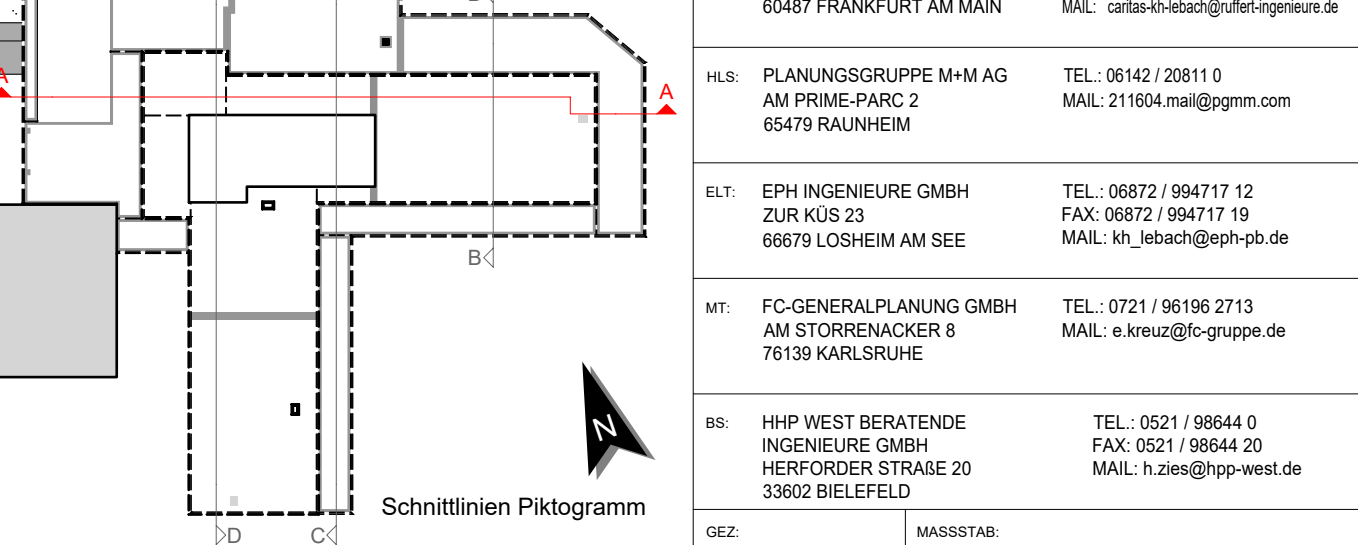 60487 FRANKFURT AM MAIN
MAIL: caritas-kh-lebach@ruffert-ingenieure.de
HLS: PLANUNGSGRUPPE M+M AG
AM PRIME-PARC 2
65479 RAUNHEIM
TEL.: 06142 / 20811 0
MAIL: 211604.mail@pgmm.com
ELT: EPH INGENIEURE GMBH
ZUR KÜS 23
66679 LOSHEIM AM SEE
TEL.: 06872 / 994717 12
FAX: 06872 / 994717 19
MAIL: kh_lebach@eph-pb.de
MT: FC-GENERALPLANUNG GMBH
AM STORRENACKER 8
76139 KARLSRUHE
TEL.: 0721 / 96196 2713
MAIL: e.kreuz@fc-gruppe.de
BS: HHP WEST BERATENDE
INGENIEURE GMBH
HERFORDER STRAßE 20
33602 BIELEFELD
TEL.: 0521 / 98644 0
FAX: 0521 / 98644 20
MAIL: h.zies@hpp-west.de
GEZ:
MASSSTAB:
A
A
B
N
Schnittlinien Piktogramm
D
C